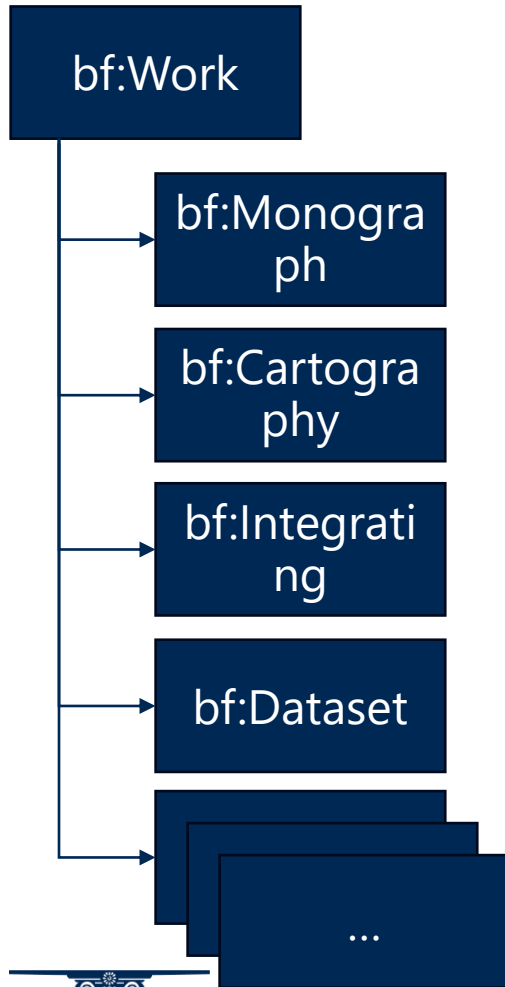 bf:Work
bf:Monogra
ph
bf:Cartogra
phy
bf:Integrati
ng
bf:Dataset
...